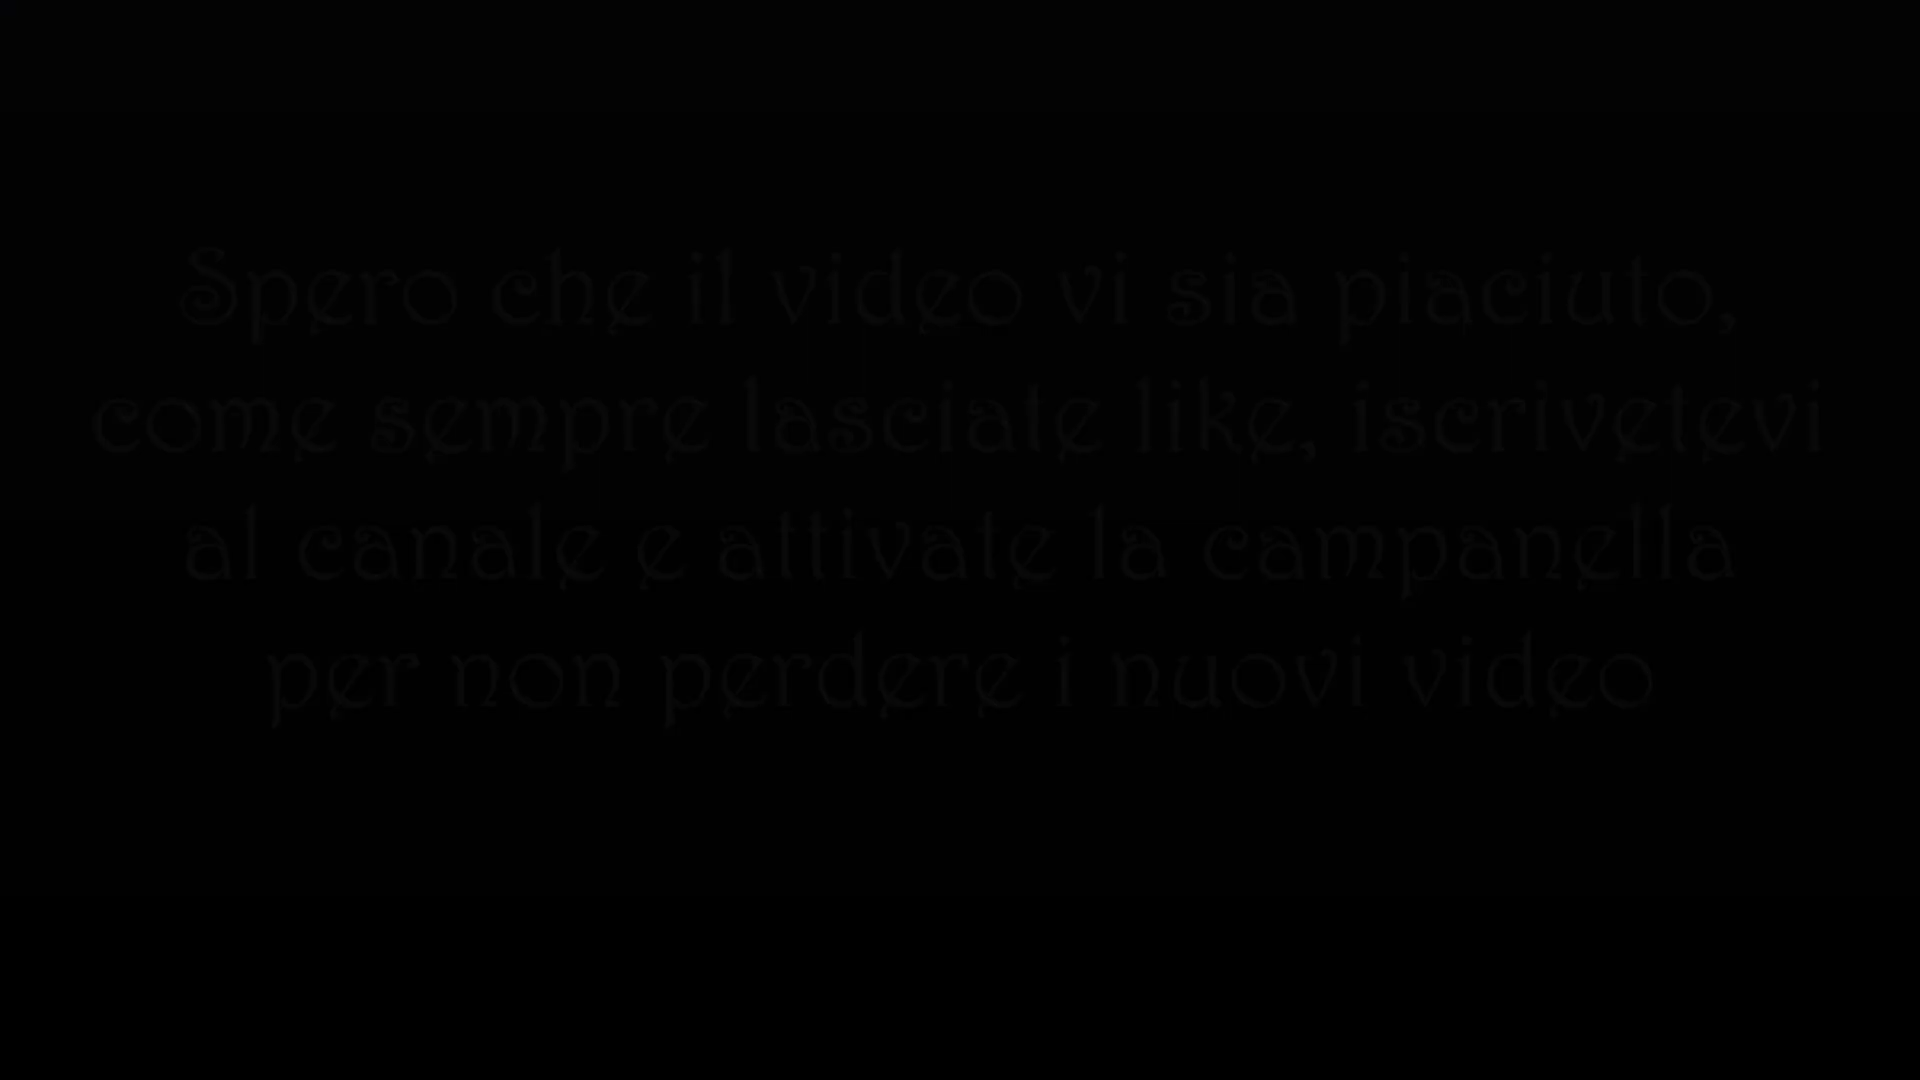 Spero che il video vi sia piaciuto,
come sempre lasciate like, iscrivetevi
al canale e attivate la campanella
per non perdere i nuovi video